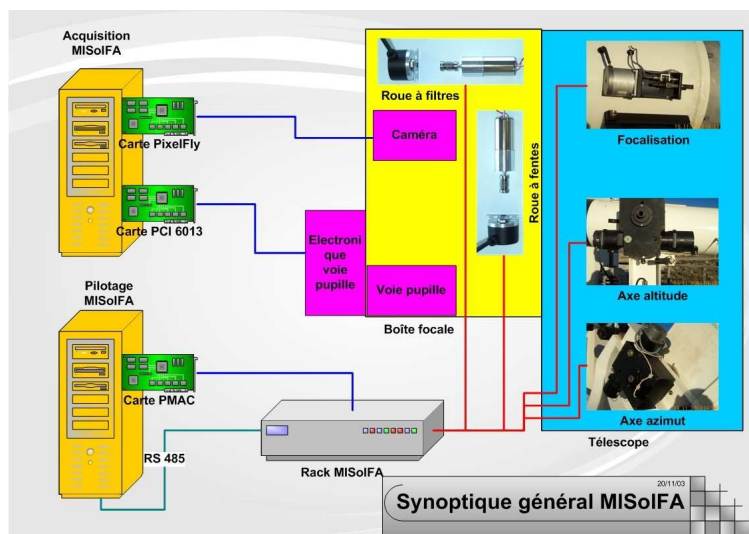 Acquisition
MISolFA
Carte PixelFly
Carte PCI 6013
Pilotage
MISolFA
Carte PMAC
RS 485
Rack MISolFA
Roue à filtres
Caméra
Roue à fentes
Electroni
que
voie
pupille
Voie pupille
Boîte focale
Focalisation
Axe altitude
Axe azimut
Télescope
20/11/03
Synoptique général MISolFA